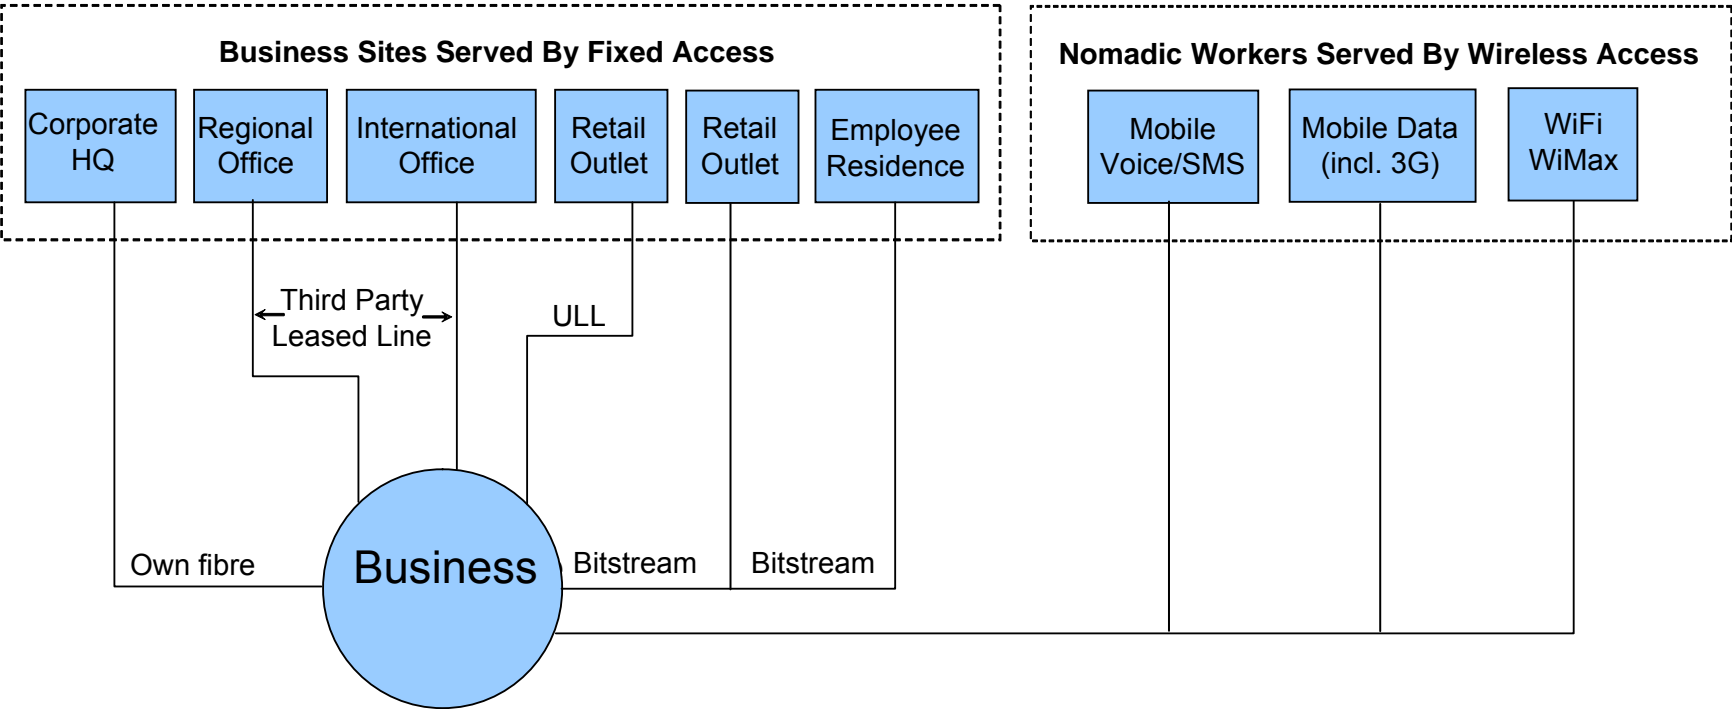 Business Sites Served By Fixed Access
Nomadic Workers Served By Wireless Access
Corporate
HQ
Regional
Office
International
Office
Retail
Outlet
Retail
Outlet
Employee
Residence
Mobile
Voice/SMS
Mobile Data
(incl. 3G)
WiFi
WiMax
Third Party
Leased Line
ULL
Own fibre
Business
Bitstream
Bitstream